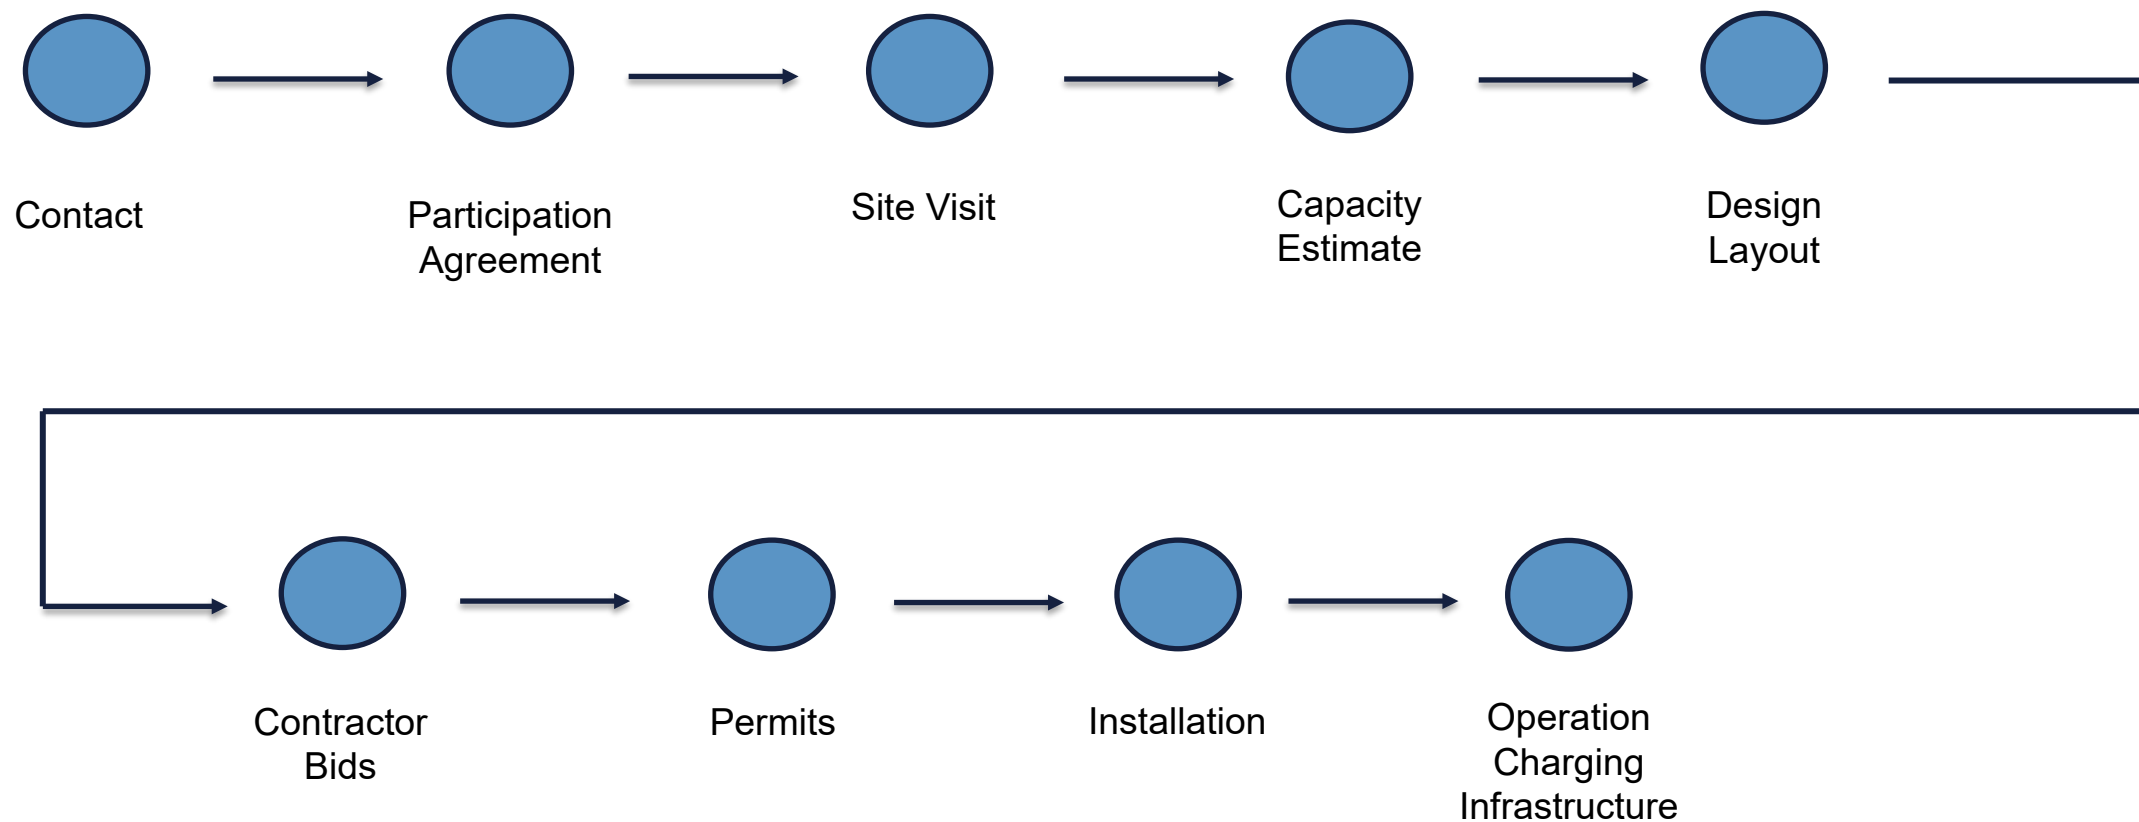 Contact
Participation
Agreement
Site Visit
Capacity
Estimate
Design
Layout
Contractor
Bids
Permits
Installation
Operation
Charging
Infrastructure